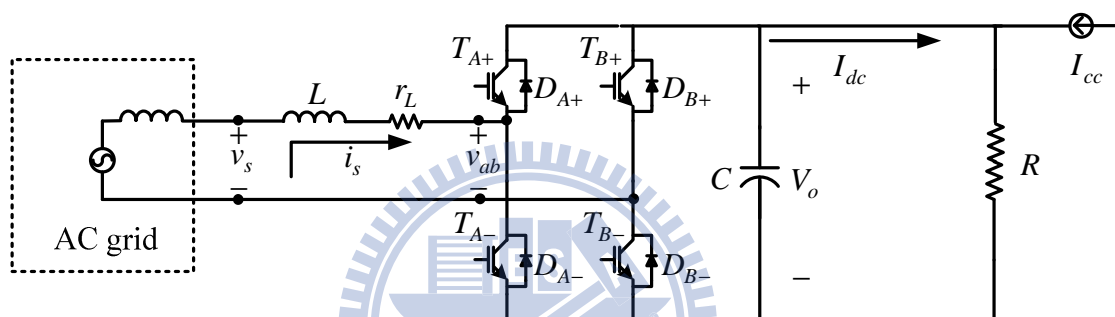 T_{A+}
D_{A+}
T_{B+}
D_{B+}
I_{dc}
I_{cc}
L
r_L
+
v_s
−
i_s
+
v_{ab}
−
C
+
V_o
−
R
AC grid
T_{A−}
D_{A−}
T_{B−}
D_{B−}